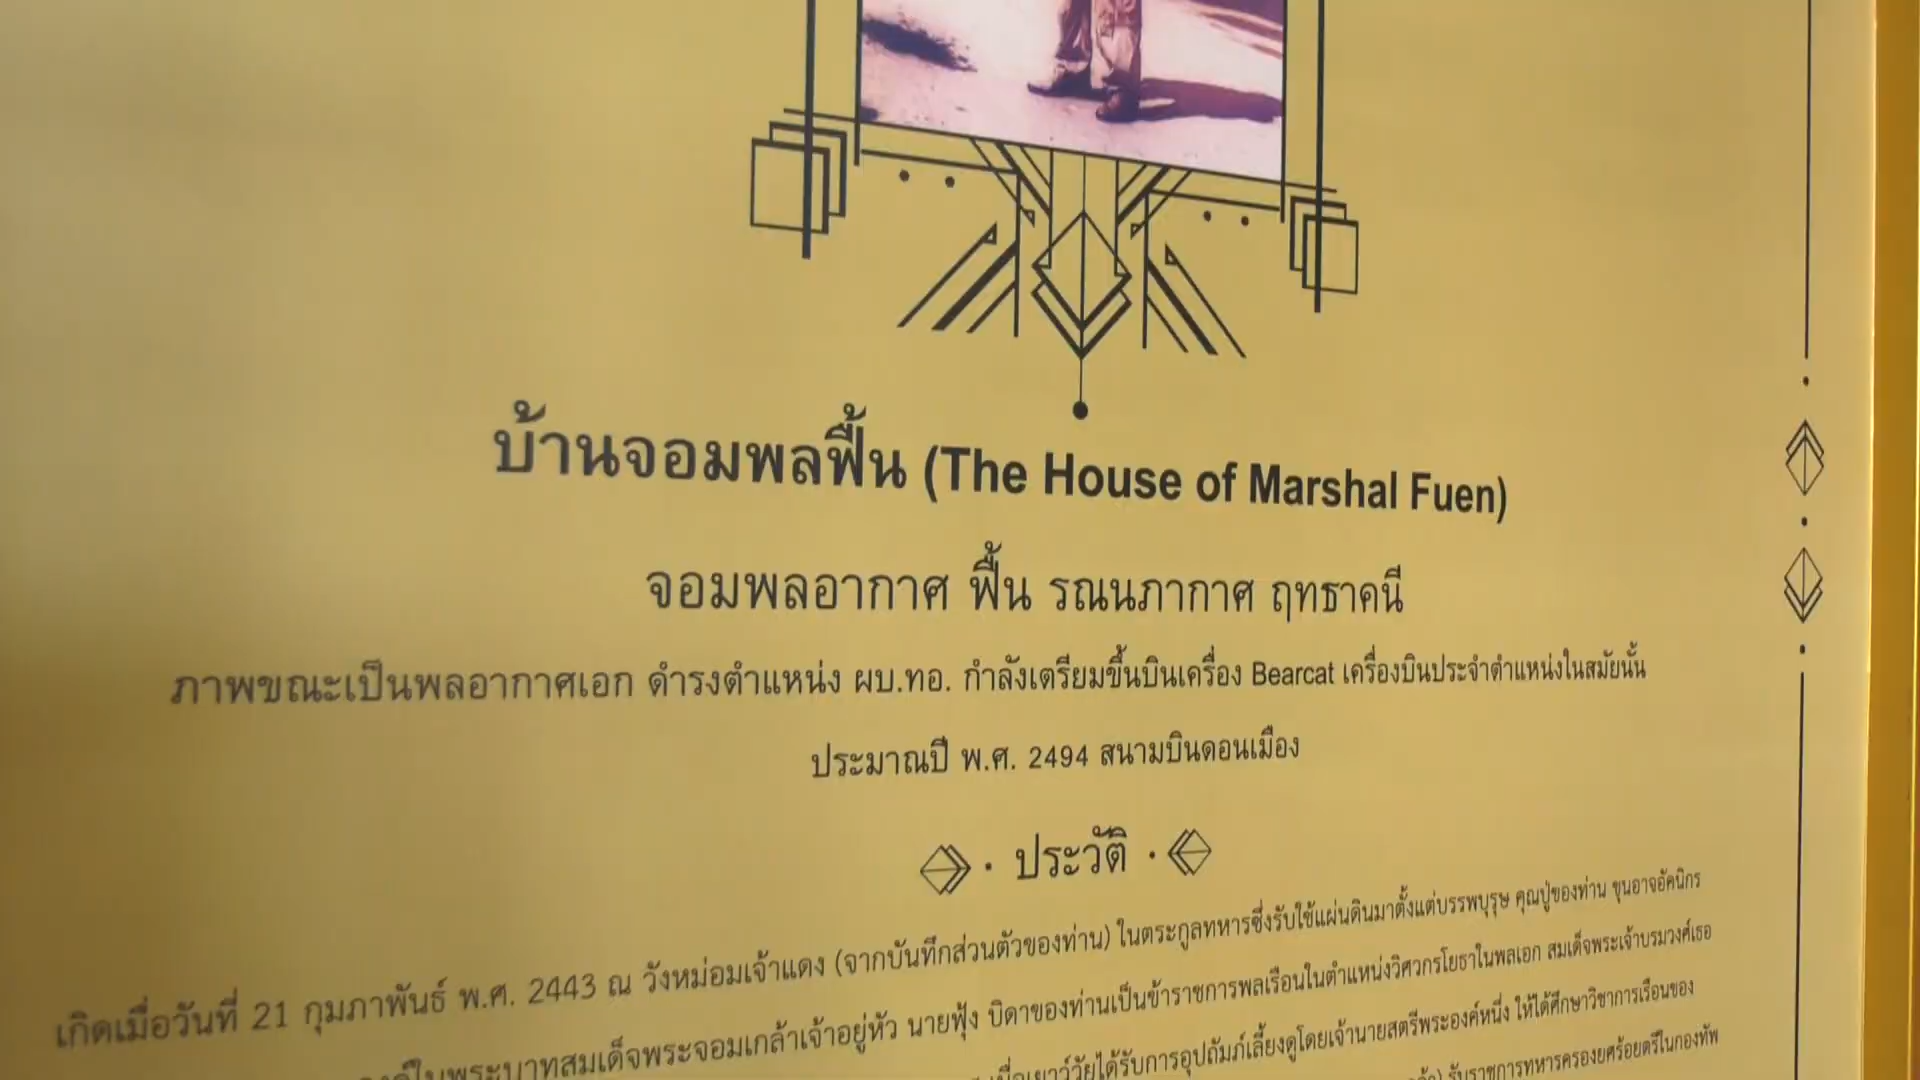 บ้านจอมพลฟื้น (The House of Marshal Fuen)
จอมพลอากาศ ฟื้น รณนภากาศ ฤทธาคนี
ภาพขณะเป็นพลอากาศเอก ดำรงตำแหน่ง ผบ.ทอ. กำลังเตรียมขึ้นบินเครื่อง Bearcat เครื่องบินประจำตำแหน่งในสมัยนั้น
ประมาณปี พ.ศ. 2494 สนามบินดอนเมือง
ประวัติ
เกิดเมื่อวันที่ 21 กุมภาพันธ์ พ.ศ. 2443 ณ วังหม่อมเจ้าแดง (จากบันทึกส่วนตัวของท่าน) ในตระกูลทหารซึ่งรับใช้แผ่นดินมาตั้งแต่บรรพบุรุษ คุณปู่ของท่าน ขุนอาจอัคนิกร
ในพระบาทสมเด็จพระจอมเกล้าเจ้าอยู่หัว นายฟุ้ง บิดาของท่านเป็นข้าราชการพลเรือนในตำแหน่งวิศวกรโยธาในพลเอก สมเด็จพระเจ้าบรมวงศ์เธอ
เมื่อเยาว์วัยได้รับการอุปถัมภ์เลี้ยงดูโดยเจ้านายสตรีพระองค์หนึ่ง ให้ได้ศึกษาวิชาการเรือนของ
รับราชการทหารครองยศร้อยตรีในกองทัพ